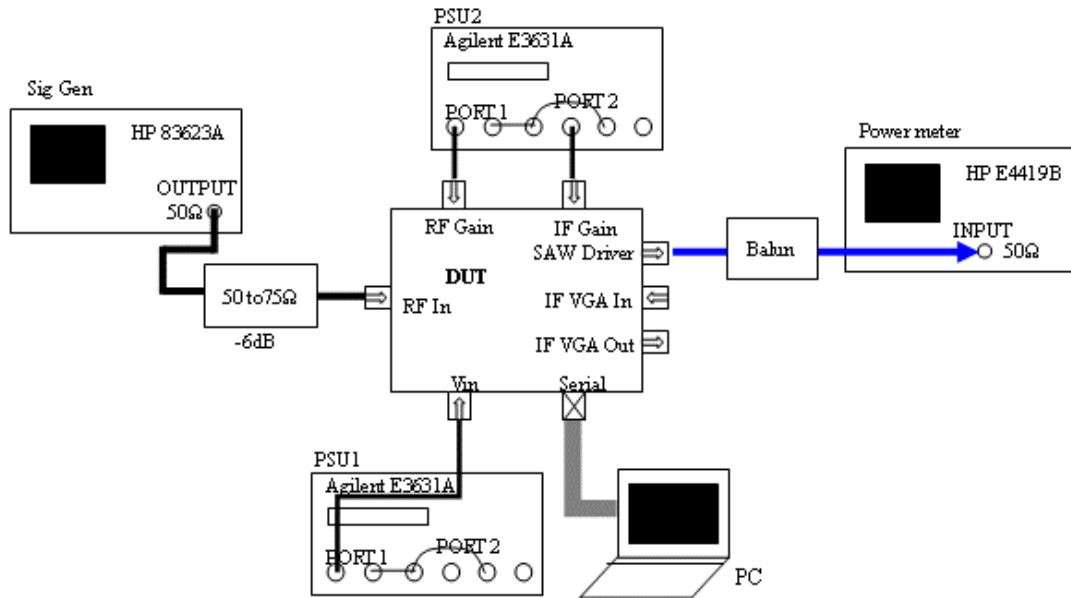 PSU2
Agilent E3631A
PORT 1
PORT 2
Sig Gen
HP 83623A
OUTPUT
50Ω
Power meter
HP E4419B
INPUT
50Ω
RF Gain
IF Gain
SAW Driver
DUT
Balun
50 to75Ω
-6dB
RF In
IF VGA In
IF VGA Out
Vin
Serial
PSU1
Agilent E3631A
PORT 1
PORT 2
PC